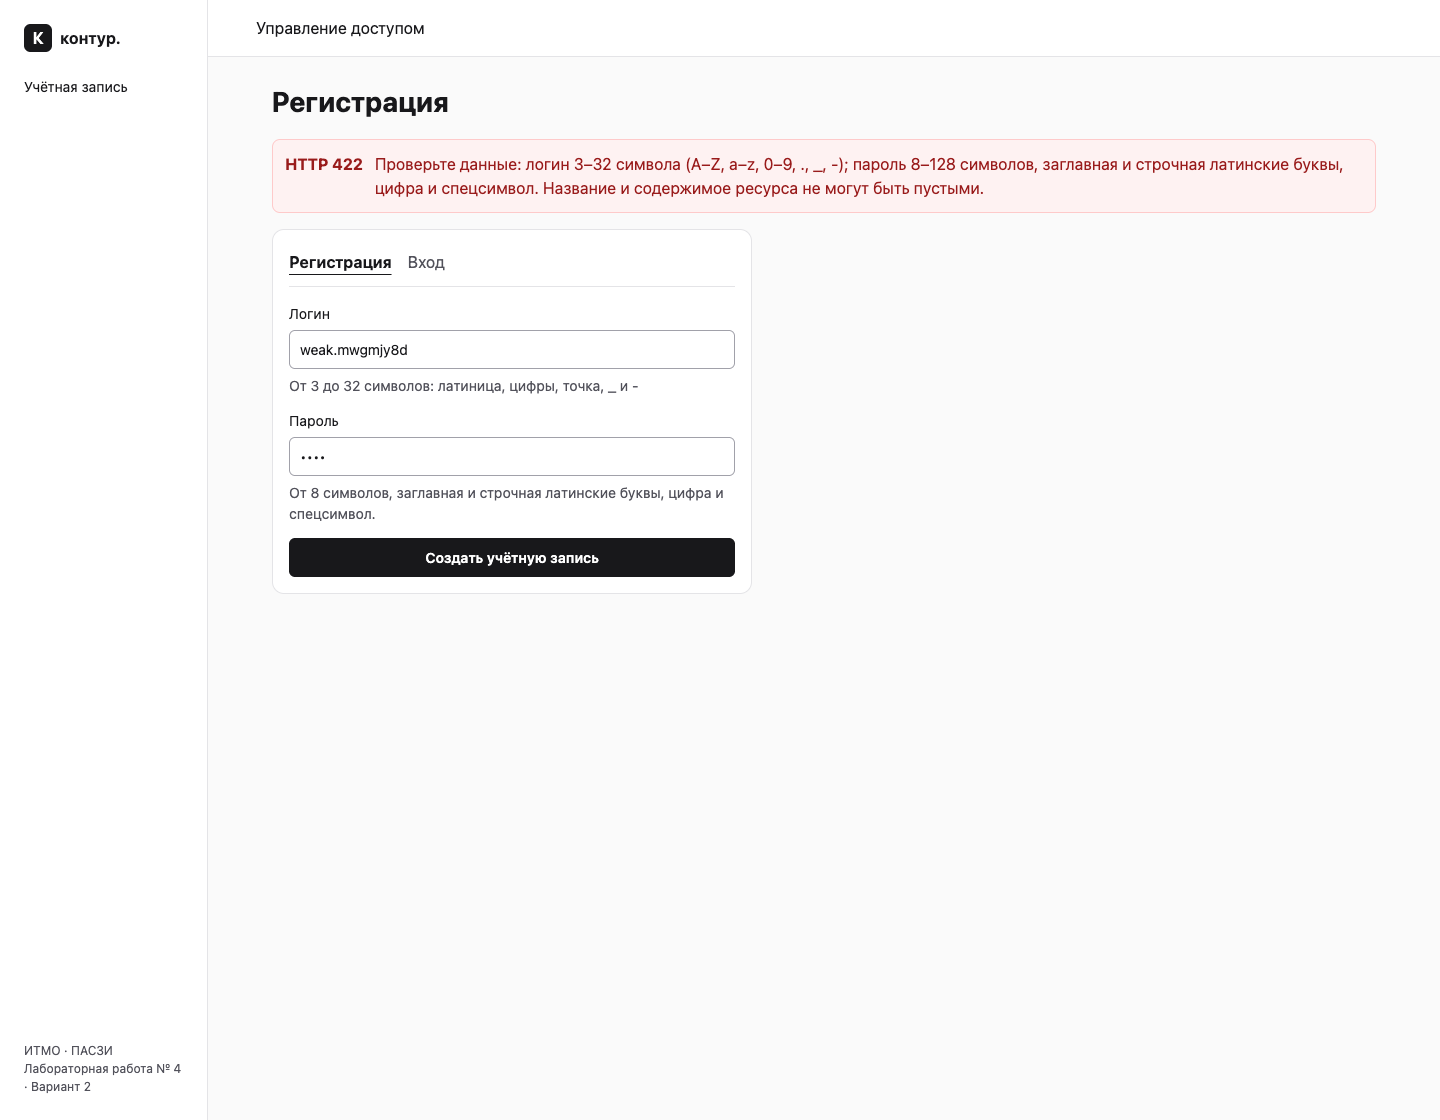 К контур.
Учётная запись
Управление доступом
Регистрация
HTTP 422 Проверьте данные: логин 3–32 символа (A–Z, a–z, 0–9, ., _, -); пароль 8–128 символов, заглавная и строчная латинские буквы,
цифра и спецсимвол. Название и содержимое ресурса не могут быть пустыми.
Регистрация Вход
Логин
weak.mwgmjy8d
От 3 до 32 символов: латиница, цифры, точка, _ и -
Пароль
••••
От 8 символов, заглавная и строчная латинские буквы, цифра и
спецсимвол.
Создать учётную запись
ИТМО · ПАСЗИ
Лабораторная работа № 4
· Вариант 2